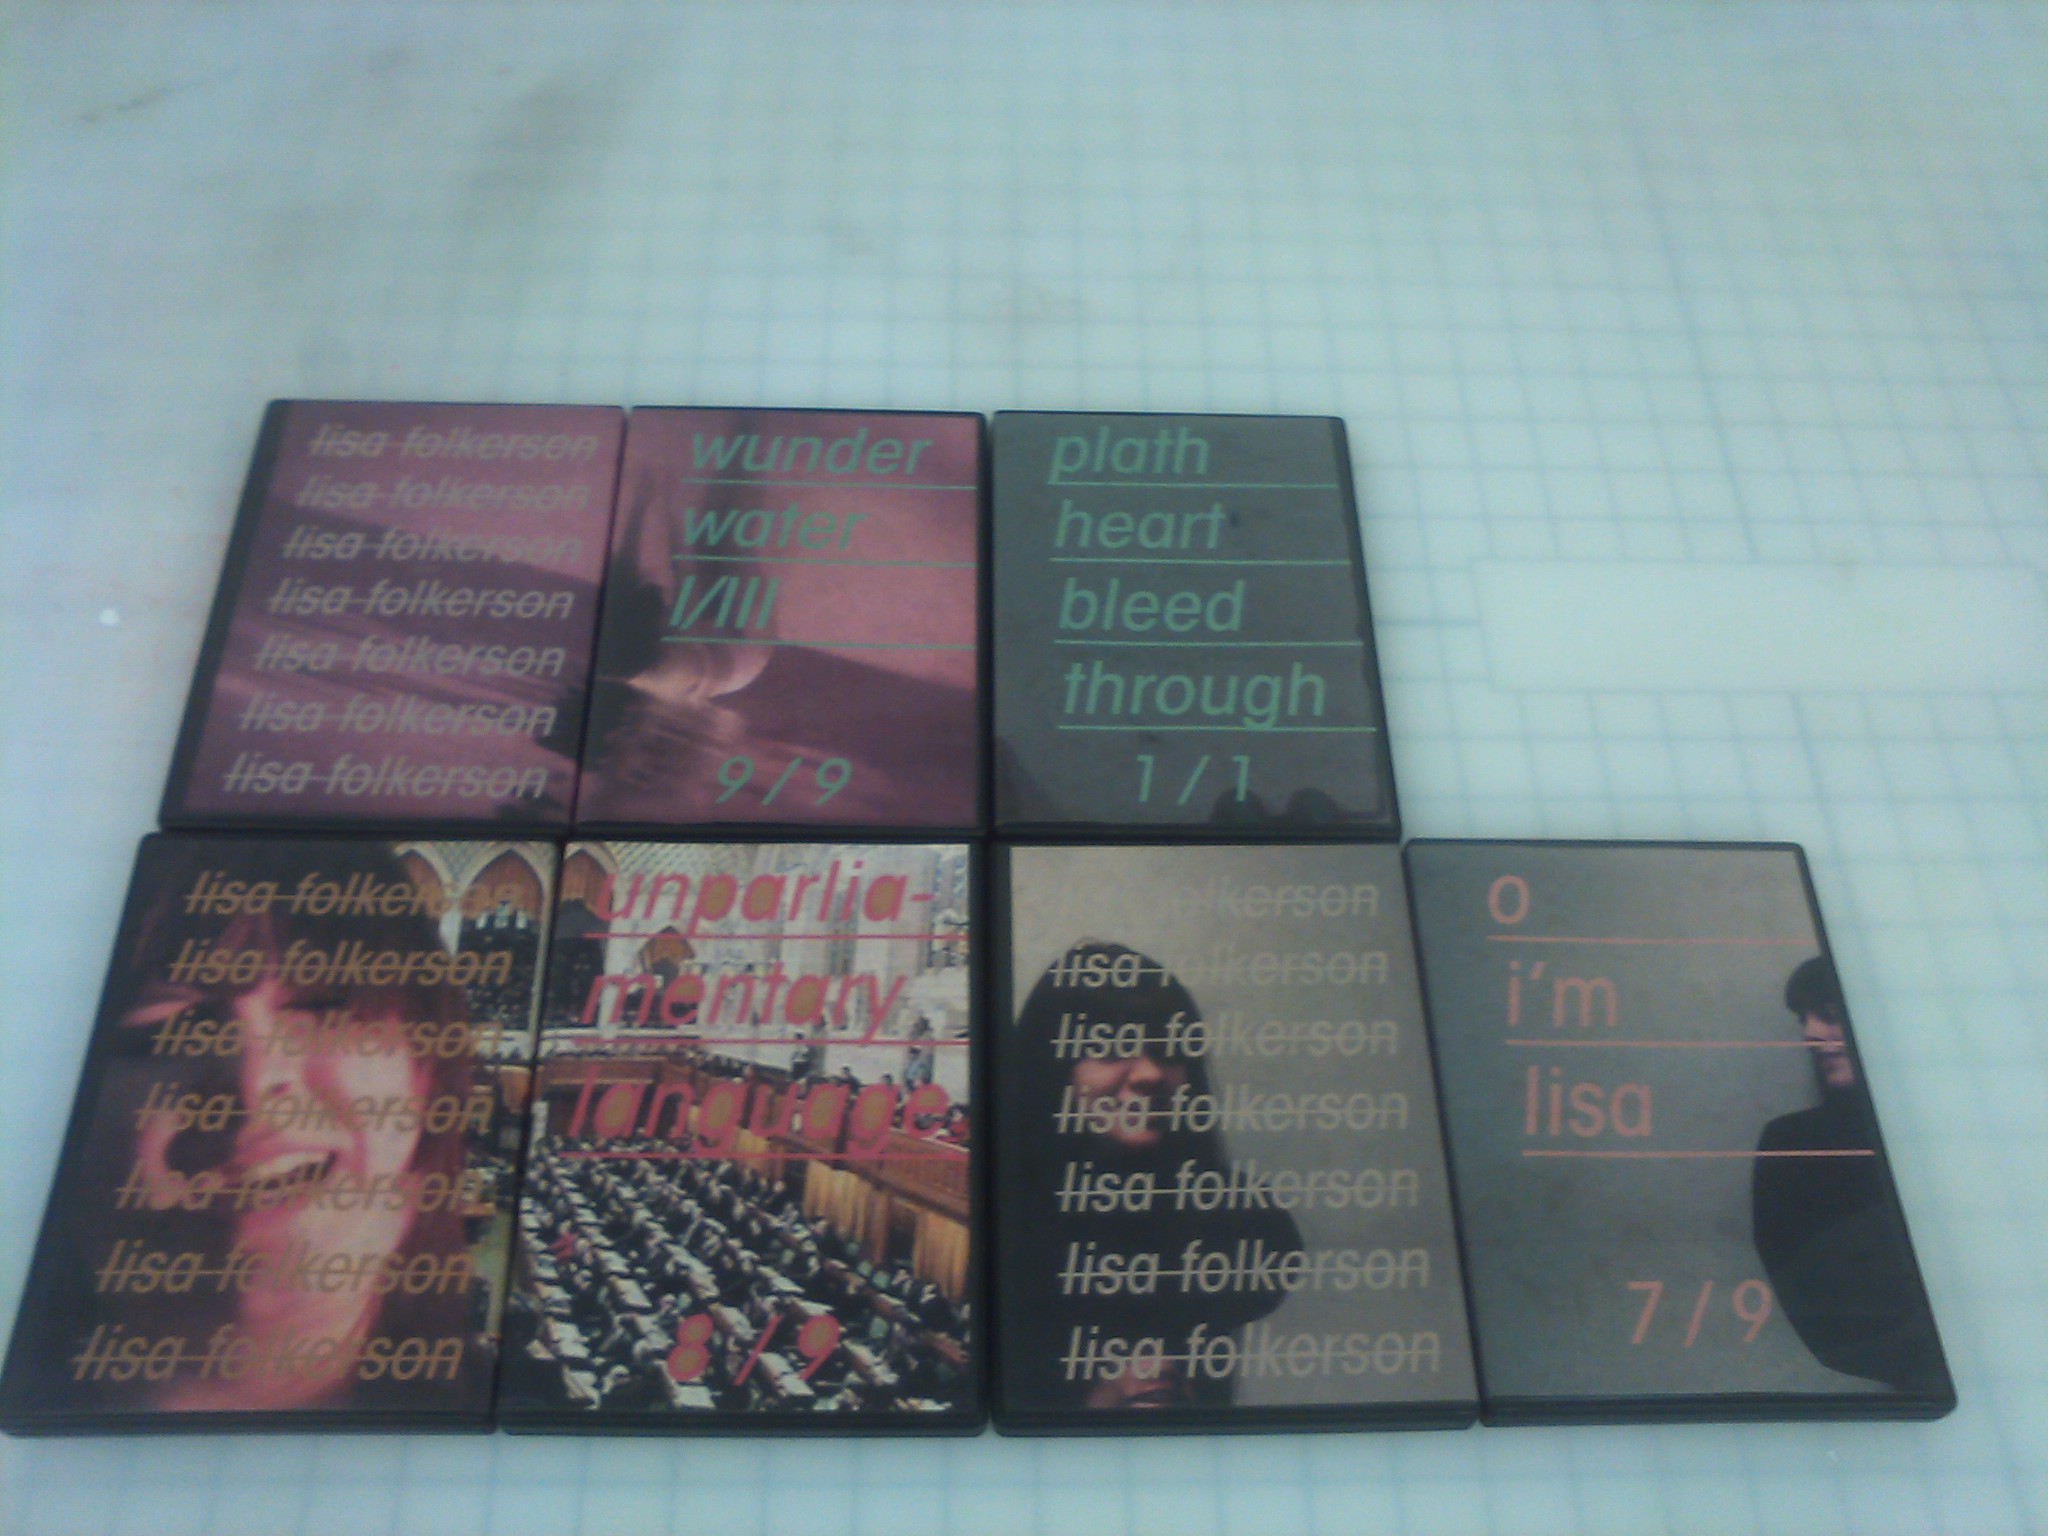 lisa folkerson
lisa folkerson
lisa folkerson
lisa folkerson
lisa folkerson
lisa folkerson
lisa folkerson
wunder
water
I/III
9 / 9
plath
heart
bleed
through
1 / 1
lisa folkerson
lisa folkerson
lisa folkerson
lisa folkerson
lisa folkerson
lisa folkerson
lisa folkerson
unparlia-
mentary
language.
8 / 9
folkerson
lisa folkerson
lisa folkerson
lisa folkerson
lisa folkerson
lisa folkerson
lisa folkerson
o
i'm
lisa
7 / 9